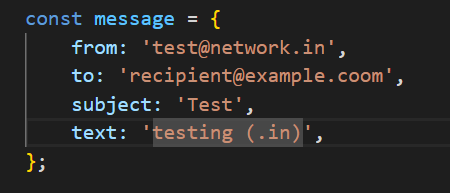 const message = {
from: 'test@network.in',
to: 'recipient@example.coom',
subject: 'Test',
text: 'testing (.in)',
};